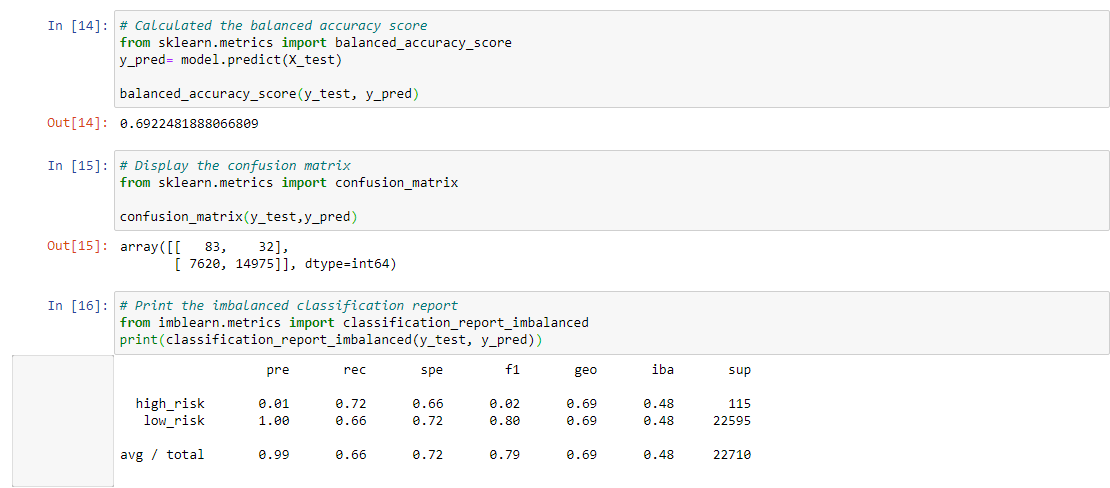 In [14]: # Calculated the balanced accuracy score
from sklearn.metrics import balanced_accuracy_score
y_pred= model.predict(X_test)
balanced_accuracy_score(y_test, y_pred)
Out[14]: 0.6922481888066809
In [15]: # Display the confusion matrix
from sklearn.metrics import confusion_matrix
confusion_matrix(y_test,y_pred)
Out[15]: array([[   83,    32],
       [ 7620, 14975]], dtype=int64)
In [16]: # Print the imbalanced classification report
from imblearn.metrics import classification_report_imbalanced
print(classification_report_imbalanced(y_test, y_pred))
pre rec spe f1 geo iba sup
high_risk 0.01 0.72 0.66 0.02 0.69 0.48 115
low_risk 1.00 0.66 0.72 0.80 0.69 0.48 22595
avg / total 0.99 0.66 0.72 0.79 0.69 0.48 22710